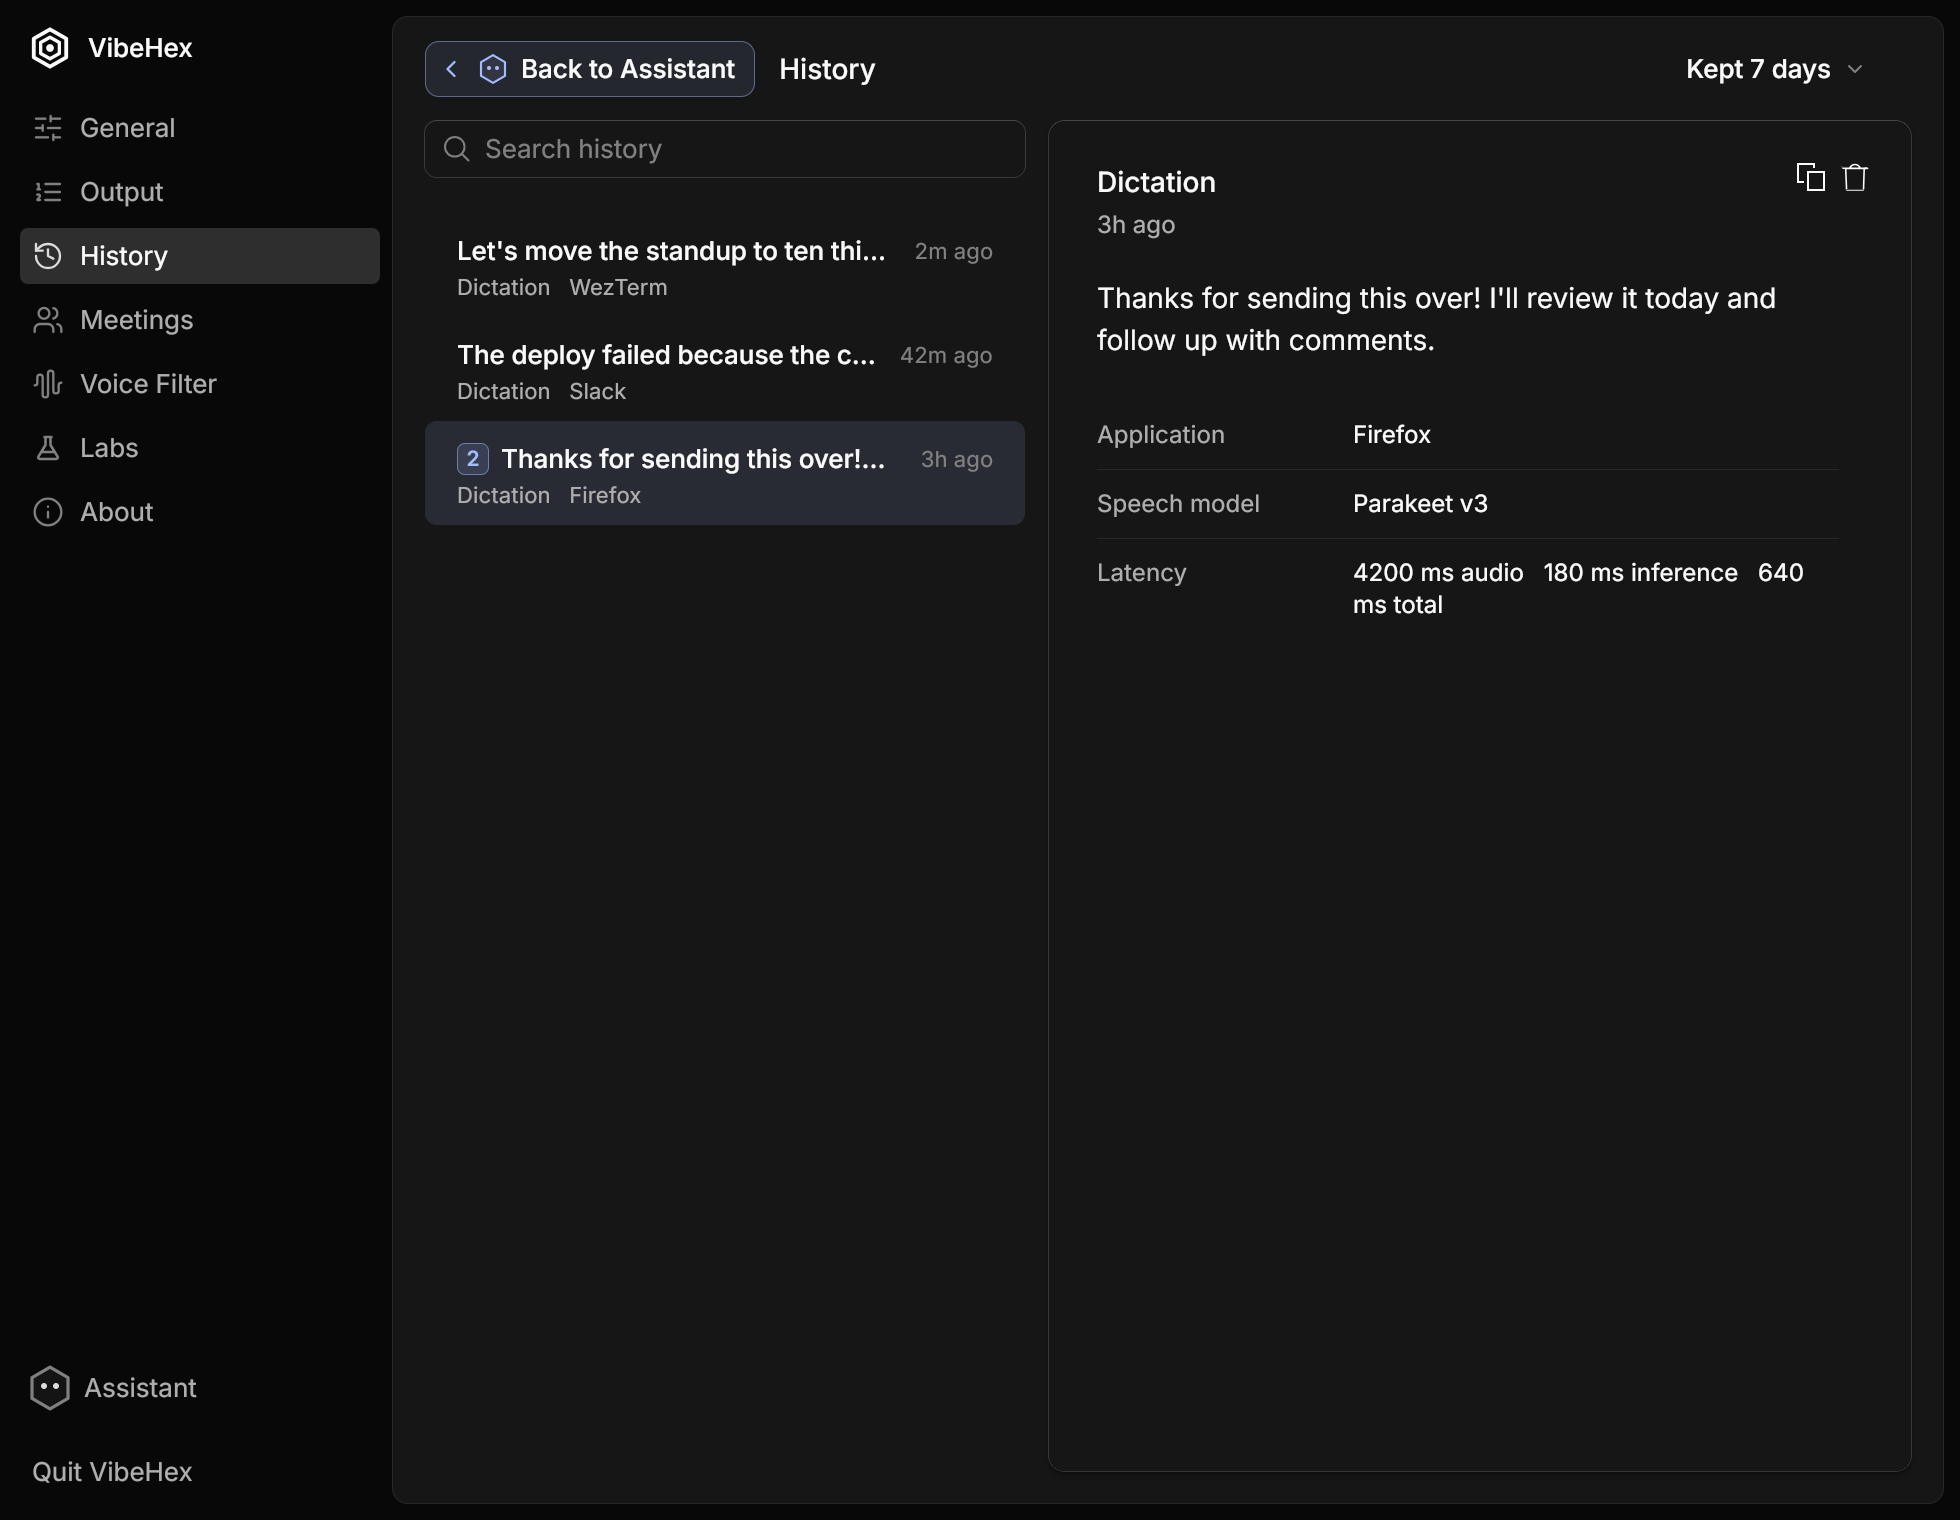 VibeHex
General
Output
History
Meetings
Voice Filter
Labs
About
Assistant
Quit VibeHex
Back to Assistant
History
Kept 7 days
Search history
Let's move the standup to ten thi... 2m ago
Dictation WezTerm
The deploy failed because the c... 42m ago
Dictation Slack
2 Thanks for sending this over!... 3h ago
Dictation Firefox
Dictation
3h ago
Thanks for sending this over! I'll review it today and
follow up with comments.
Application Firefox
Speech model Parakeet v3
Latency 4200 ms audio 180 ms inference 640
ms total